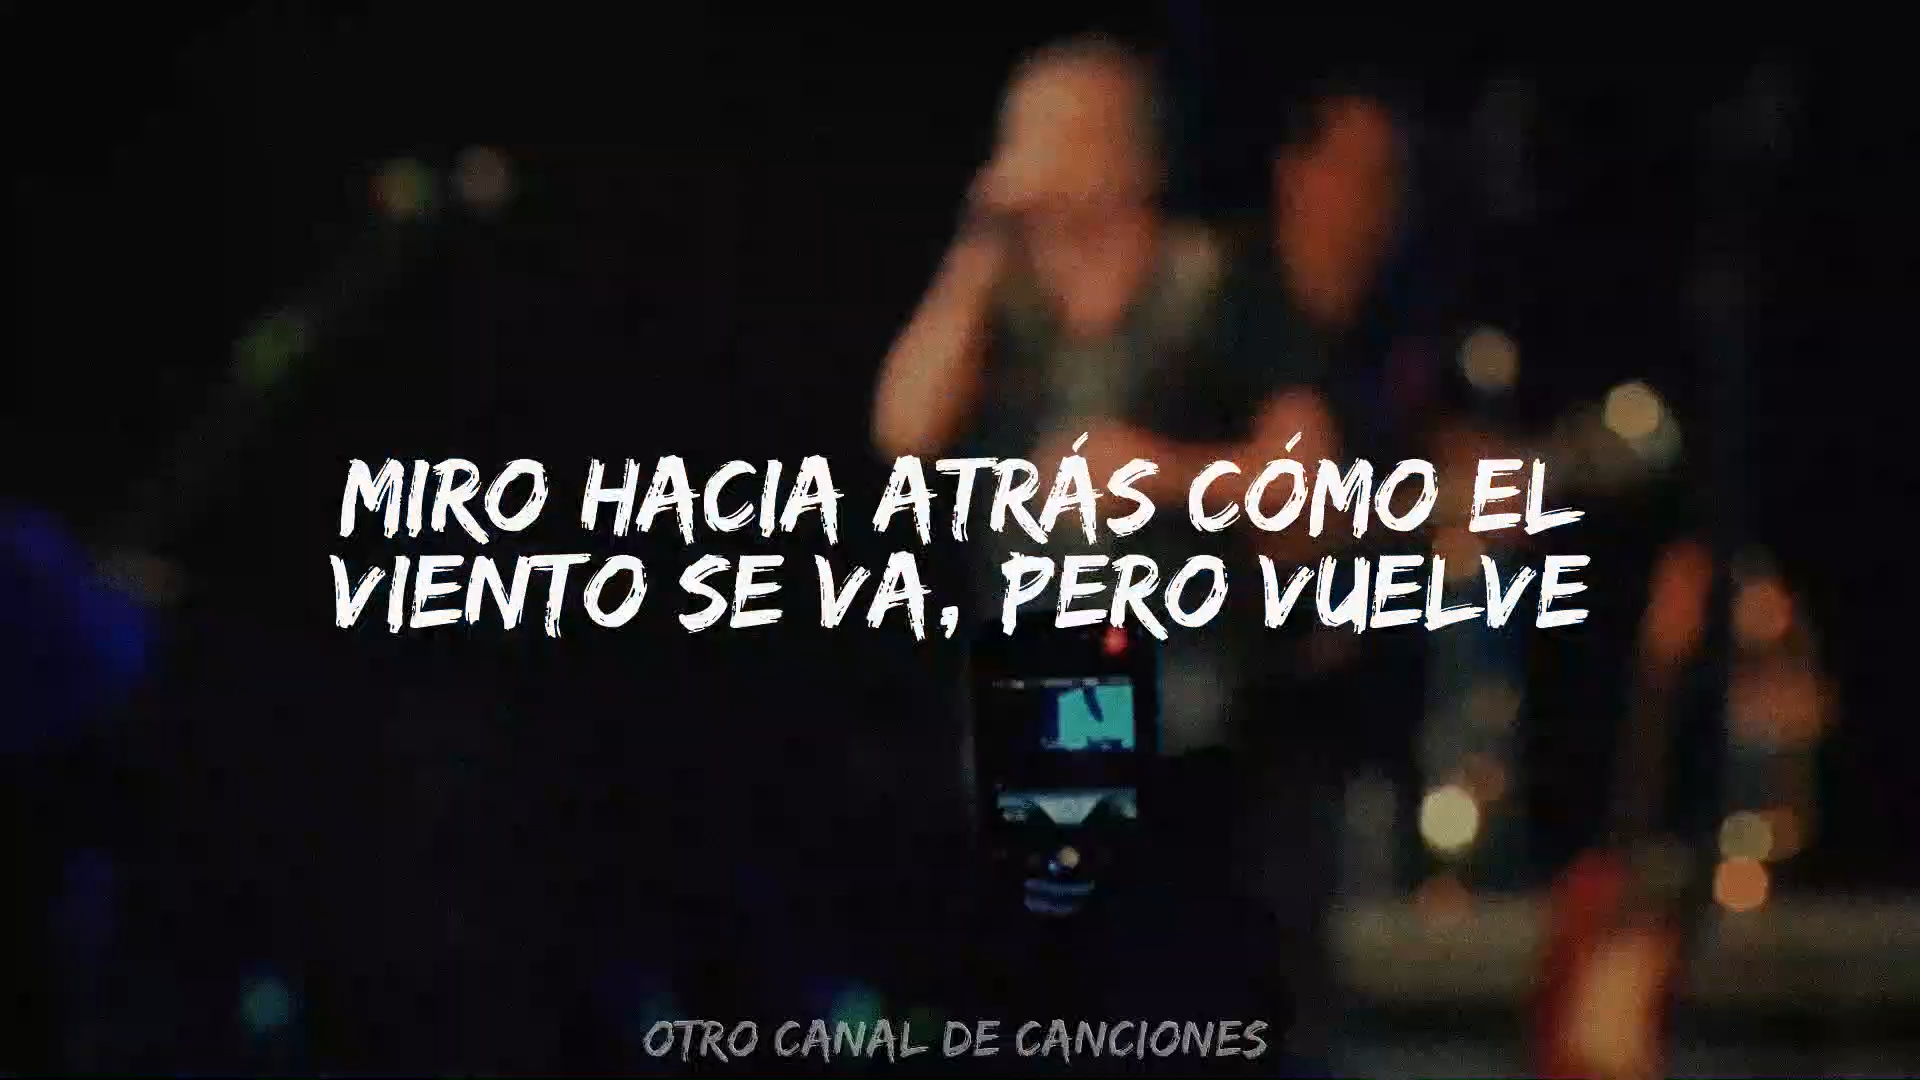 MIRO HACIA ATRÁS CÓMO EL
VIENTO SE VA, PERO VUELVE
OTRO CANAL DE CANCIONES